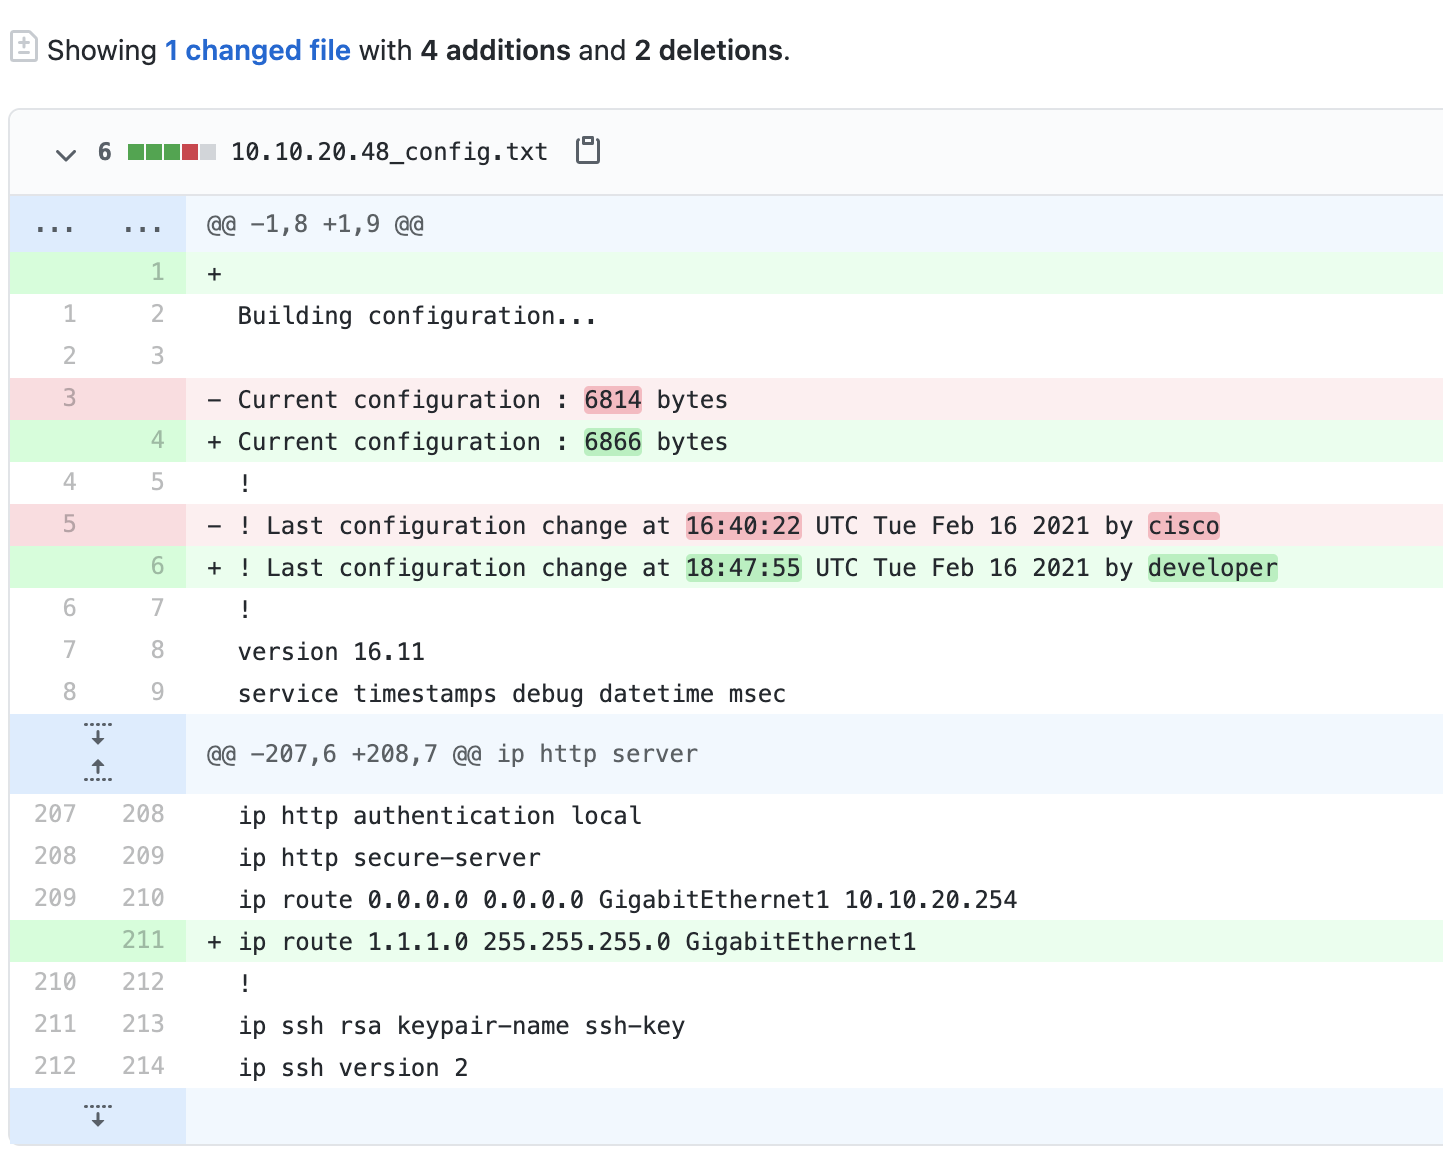 Showing 1 changed file with 4 additions and 2 deletions.
6 10.10.20.48_config.txt
... ... @@ -1,8 +1,9 @@
1 +
1 2 Building configuration...
2 3
3 - Current configuration : 6814 bytes
4 + Current configuration : 6866 bytes
4 5 !
5 - ! Last configuration change at 16:40:22 UTC Tue Feb 16 2021 by cisco
6 + ! Last configuration change at 18:47:55 UTC Tue Feb 16 2021 by developer
6 7 !
7 8 version 16.11
8 9 service timestamps debug datetime msec
@@ -207,6 +208,7 @@ ip http server
207 208 ip http authentication local
208 209 ip http secure-server
209 210 ip route 0.0.0.0 0.0.0.0 GigabitEthernet1 10.10.20.254
211 + ip route 1.1.1.0 255.255.255.0 GigabitEthernet1
210 212 !
211 213 ip ssh rsa keypair-name ssh-key
212 214 ip ssh version 2